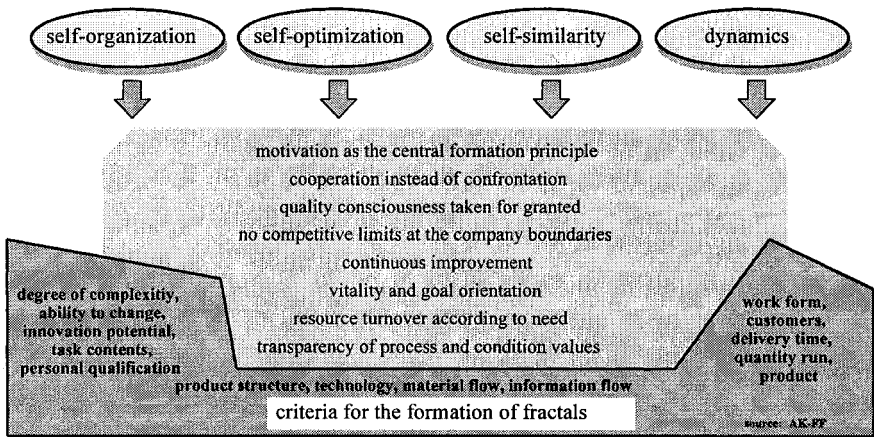 self-organization
self-optimization
self-similarity
dynamics
motivation as the central formation principle
cooperation instead of confrontation
quality consciousness taken for granted
no competitive limits at the company boundaries
continuous improvement
vitality and goal orientation
resource turnover according to need
transparency of process and condition values
degree of complexitiy,
ability to change,
innovation potential,
task contents,
personal qualification
work form,
customers,
delivery time,
quantity run,
product
product structure, technology, material flow, information flow
criteria for the formation of fractals
source: AK-FF